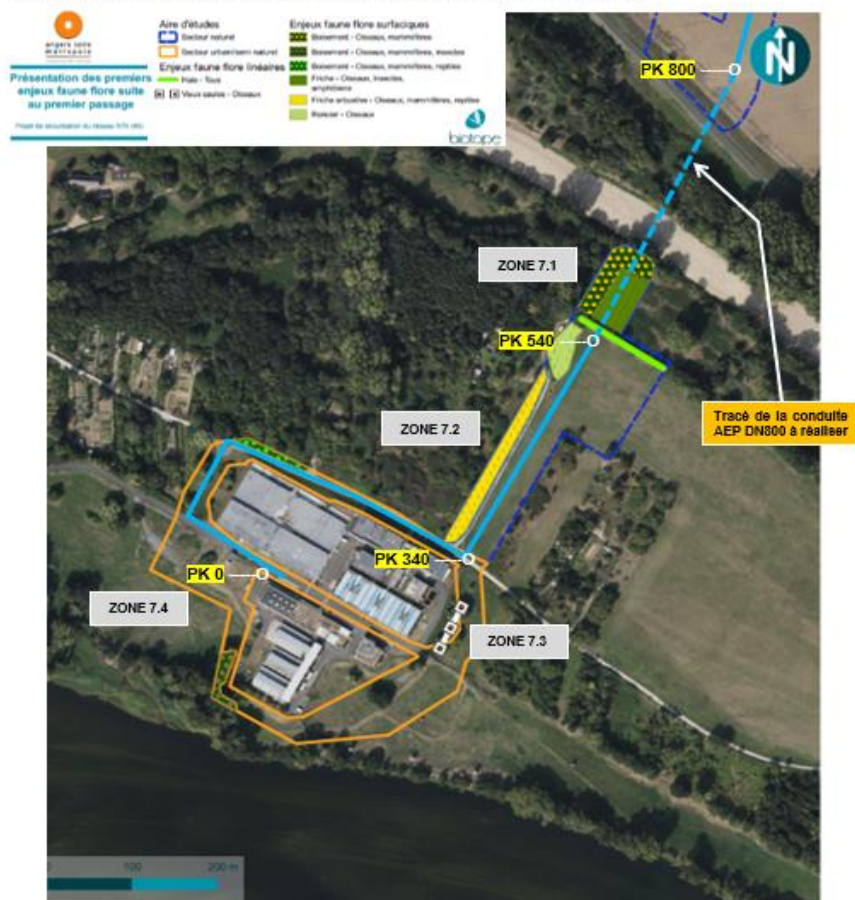 angers loire
métropole
Présentation des premiers
enjeux faune flore suite
au premier passage
Aire d'études
Secteur naturel
Secteur urbain/semi naturel
Enjeux faune flore linéaires
Haie - Tous
Vieux saules - Oiseaux
Enjeux faune flore surfaciques
Boisement - Oiseaux, mammifères
Boisement - Oiseaux, mammifères, insectes
Boisement - Oiseaux, mammifères, reptiles
Friche - Oiseaux, insectes,
amphibiens
Friche arbustive - Oiseaux, mammifères, reptiles
Roncier - Oiseaux
biotope
N
PK 800
ZONE 7.1
PK 540
Tracé de la conduite
AEP DN800 à réaliser
ZONE 7.2
PK 340
PK 0
ZONE 7.4
ZONE 7.3
100
200 m